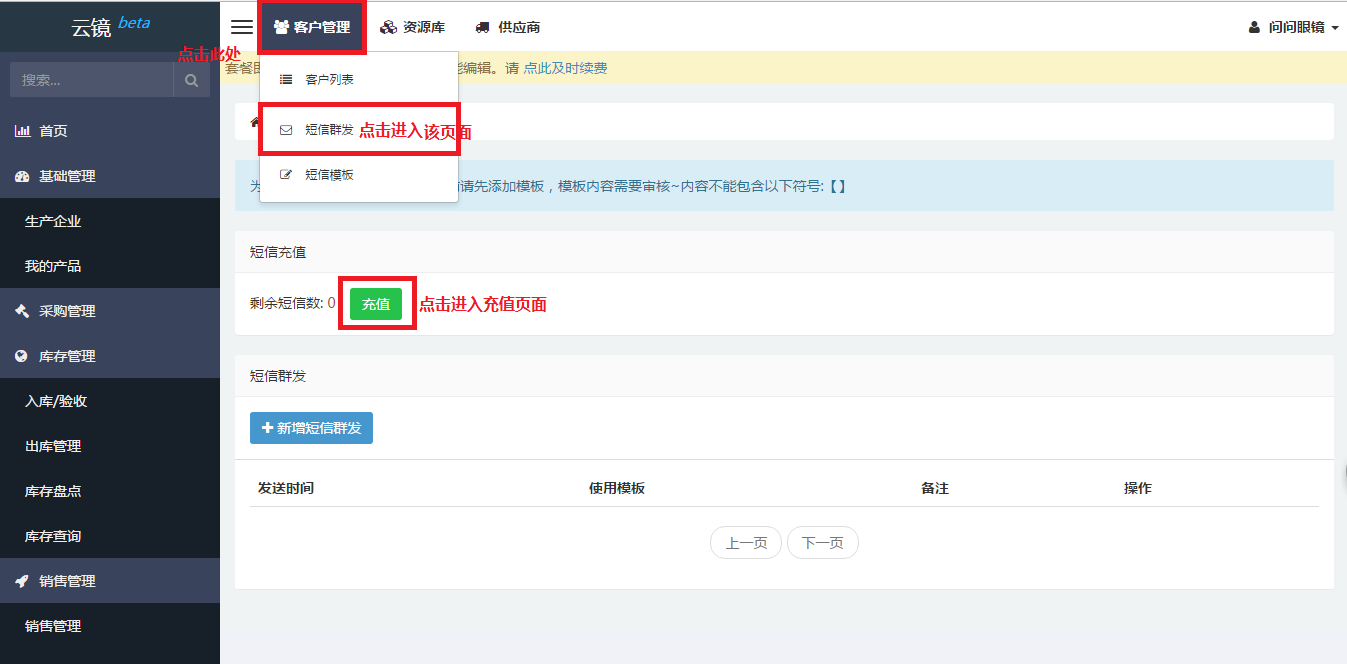 云镜 beta
客户管理
资源库
供应商
问问眼镜
点击此处
搜索...
能编辑。请 点此及时续费
客户列表
短信群发 点击进入该页面
短信模板
请先添加模板，模板内容需要审核~内容不能包含以下符号:【】
首页
基础管理
生产企业
我的产品
采购管理
库存管理
入库/验收
出库管理
库存盘点
库存查询
销售管理
销售管理
短信充值
剩余短信数: 0
充值
点击进入充值页面
短信群发
新增短信群发
发送时间 使用模板 备注 操作
上一页 下一页